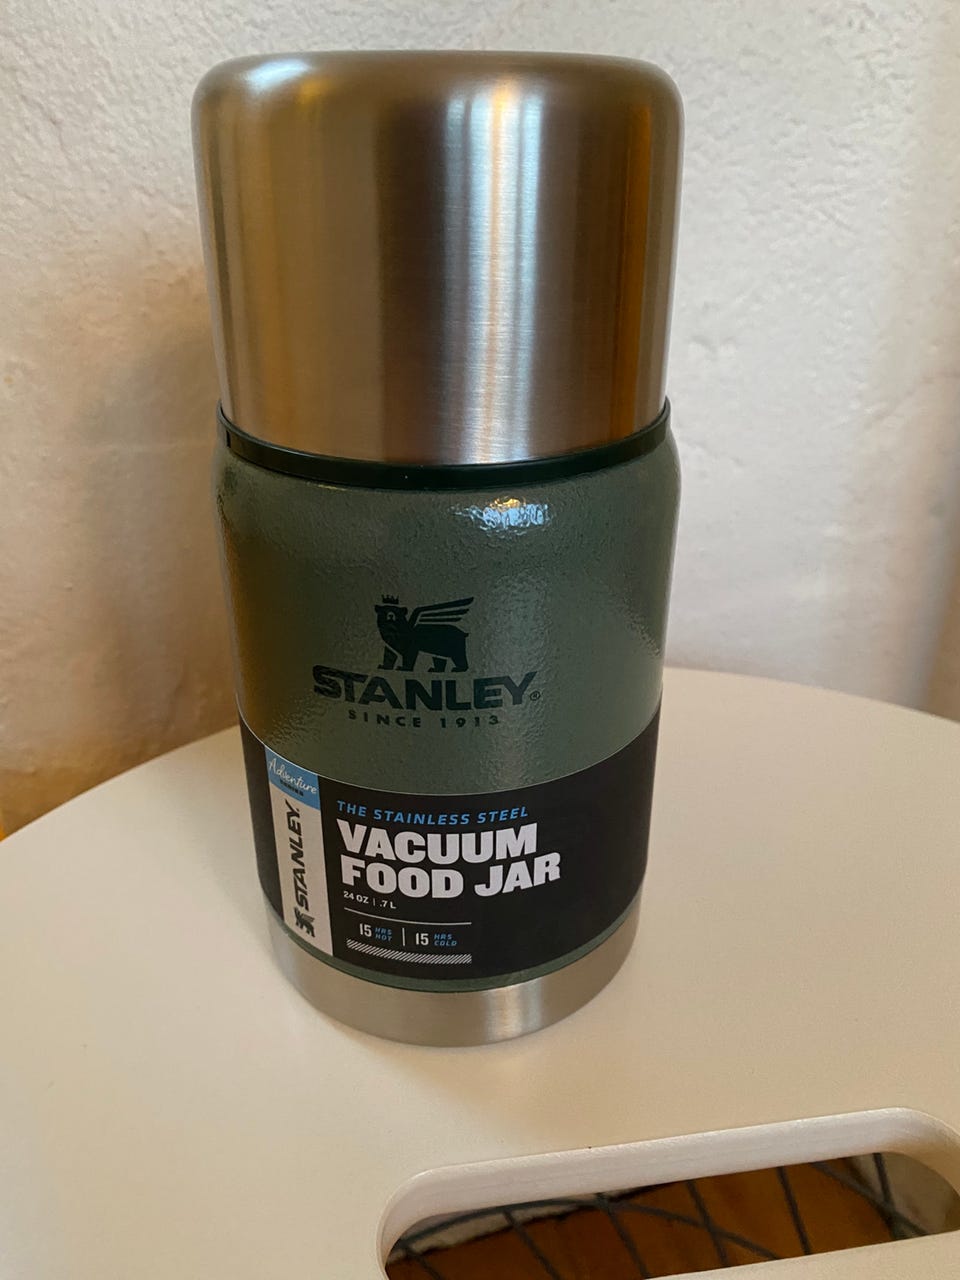 STANLEY®
SINCE 1913
Adventure
STANLEY
THE STAINLESS STEEL
VACUUM
FOOD JAR
24 OZ | .7 L
15 HRS HOT | 15 HRS COLD